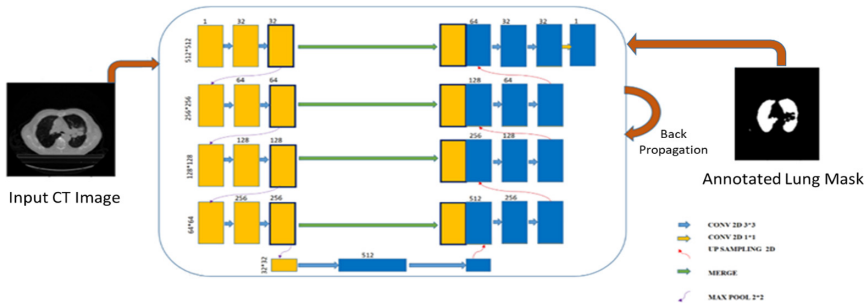 1 32 32
64 32 32 1
512*512
64 64
128 64
256*256
128 128
256 128
128*128
256 256
512 256
64*64
512
32*32
Input CT Image
Back
Propagation
Annotated Lung Mask
CONV 2D 3*3
CONV 2D 1*1
UP SAMPLING 2D
MERGE
MAX POOL 2*2